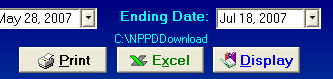 May 28, 2007 Ending Date: Jul 18, 2007
C:\NPPDDownload
Print Excel Display